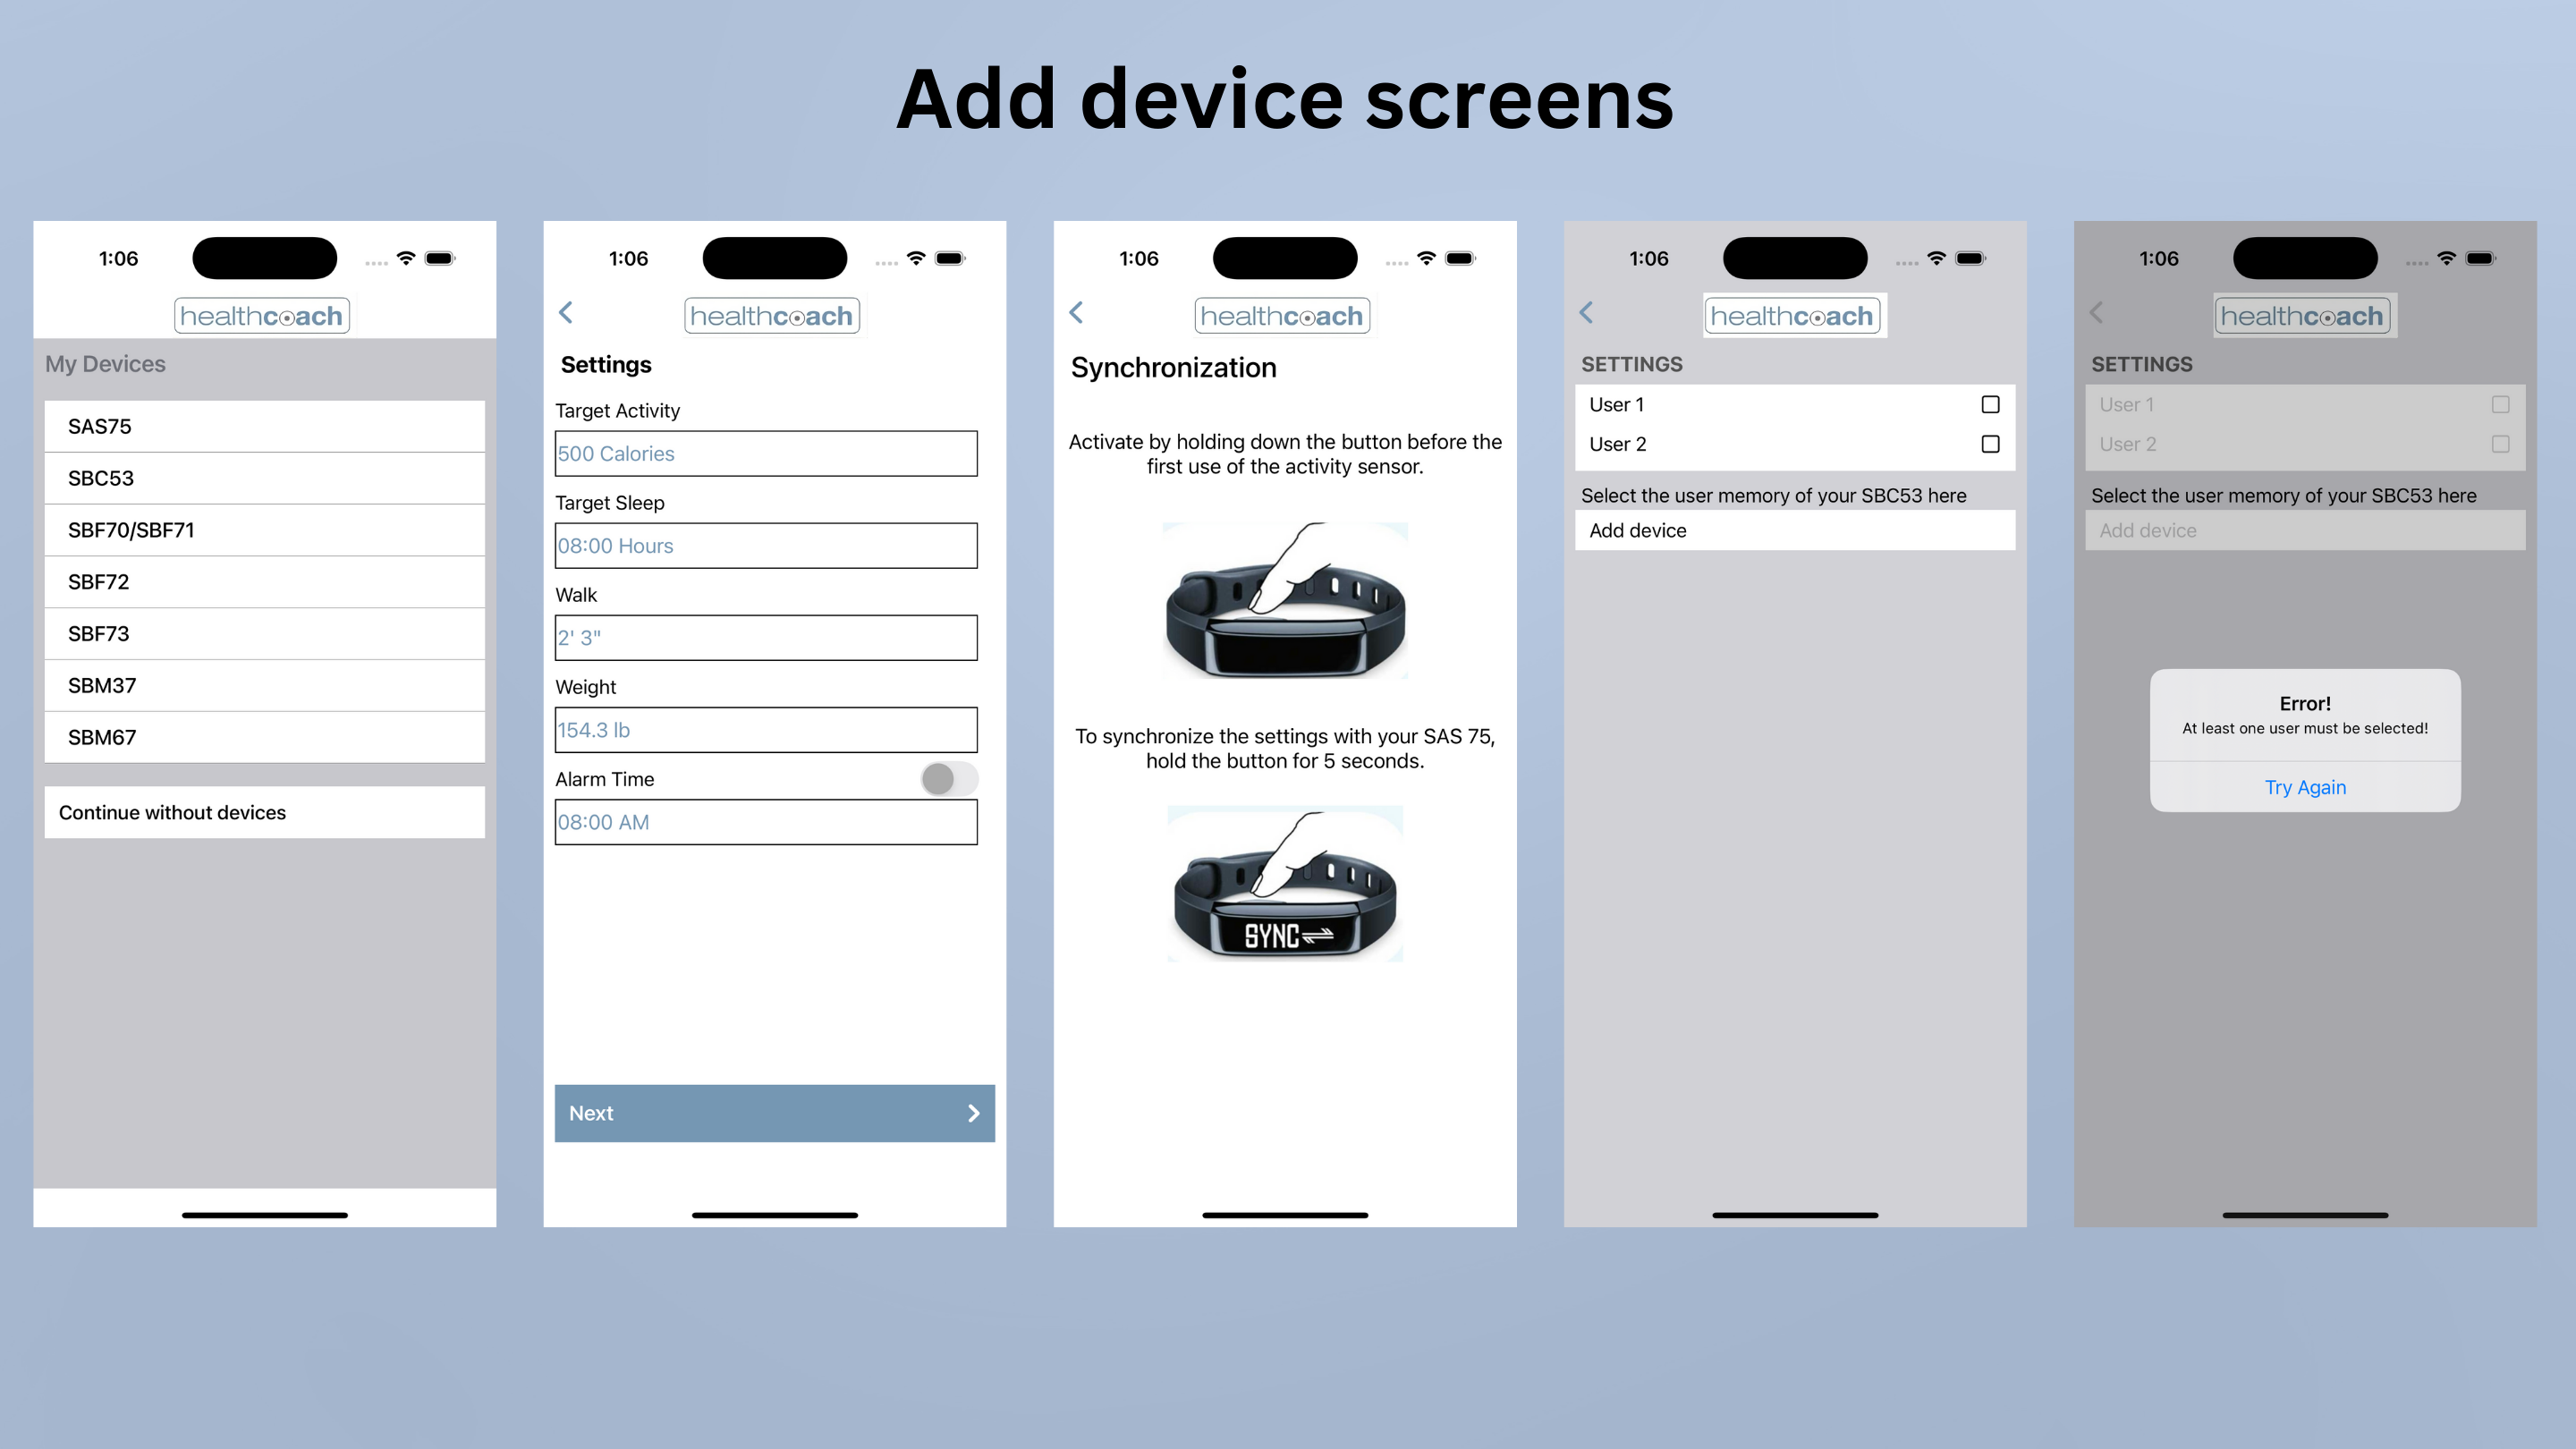 Add device screens
1:06
healthcoach
My Devices
SAS75
SBC53
SBF70/SBF71
SBF72
SBF73
SBM37
SBM67
Continue without devices
1:06
healthcoach
Settings
Target Activity
500 Calories
Target Sleep
08:00 Hours
Walk
2' 3"
Weight
154.3 lb
Alarm Time
08:00 AM
Next
1:06
healthcoach
Synchronization
Activate by holding down the button before the
first use of the activity sensor.
To synchronize the settings with your SAS 75,
hold the button for 5 seconds.
SYNC
1:06
healthcoach
SETTINGS
User 1
User 2
Select the user memory of your SBC53 here
Add device
1:06
healthcoach
SETTINGS
User 1
User 2
Select the user memory of your SBC53 here
Add device
Error!
At least one user must be selected!
Try Again